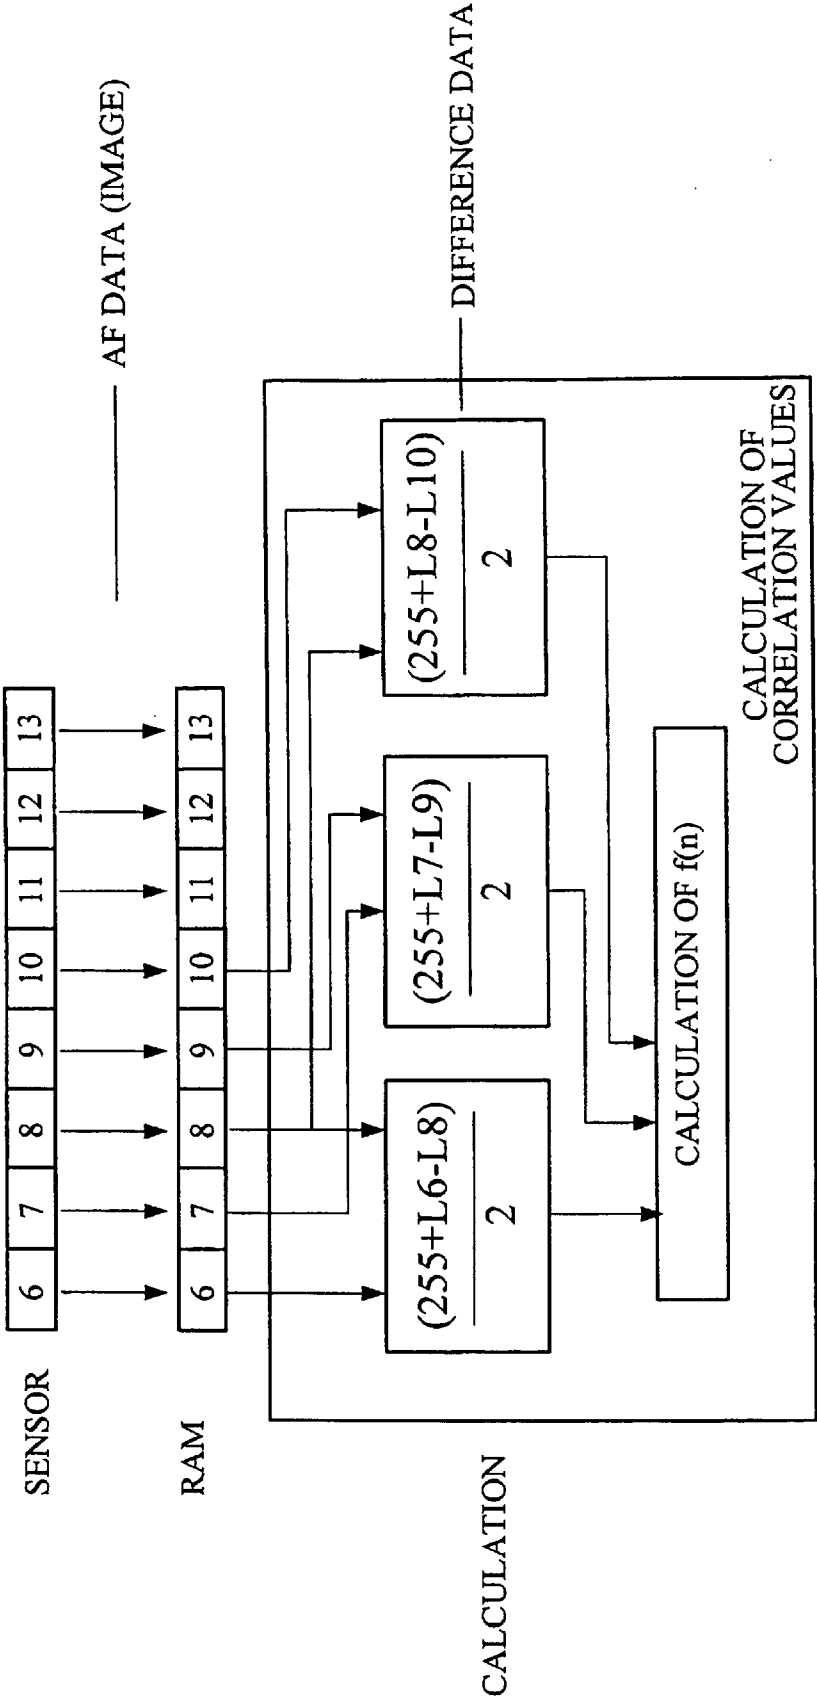 SENSOR
6 7 8 9 10 11 12 13
AF DATA (IMAGE)
RAM
6 7 8 9 10 11 12 13
CALCULATION
(255+L6-L8)
2
(255+L7-L9)
2
(255+L8-L10)
2
DIFFERENCE DATA
CALCULATION OF f(n)
CALCULATION OF
CORRELATION VALUES